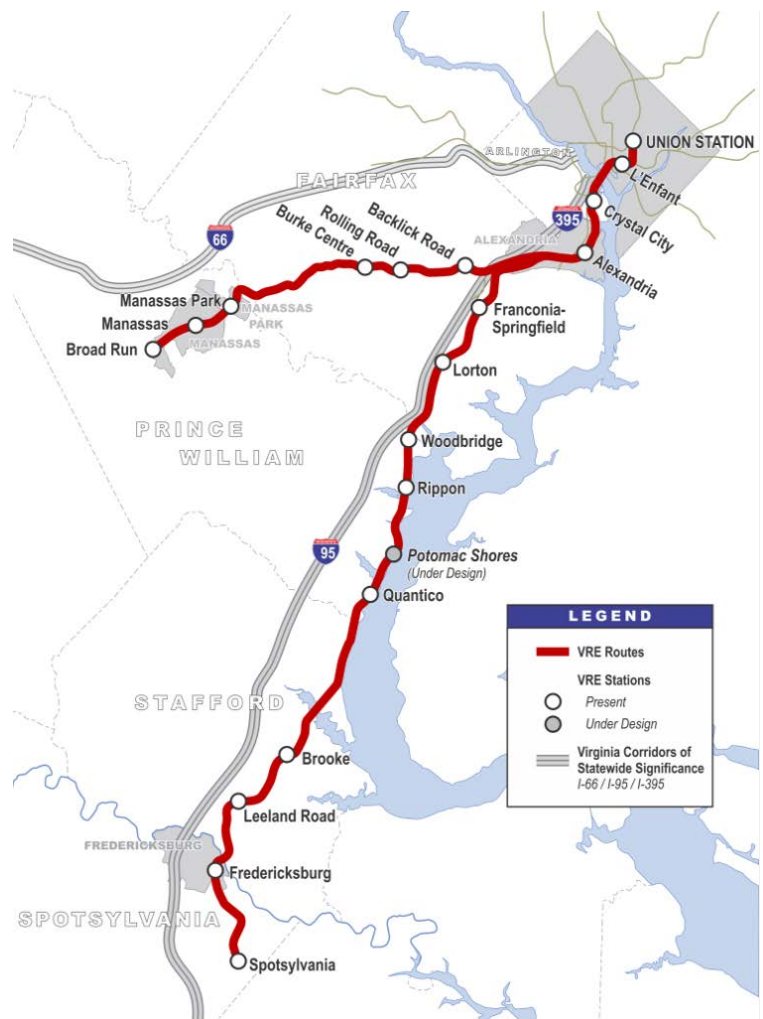 UNION STATION
ARLINGTON
L'Enfant
FAIRFAX
395
Crystal City
Backlick Road
Rolling Road
Burke Centre
66
ALEXANDRIA
Alexandria
Manassas Park
MANASSAS
PARK
Franconia-
Springfield
Manassas
MANASSAS
Broad Run
Lorton
PRINCE
WILLIAM
Woodbridge
Rippon
95
Potomac Shores
(Under Design)
Quantico
LEGEND
VRE Routes
VRE Stations
Present
Under Design
Virginia Corridors of
Statewide Significance
I-66 / I-95 / I-395
STAFFORD
Brooke
Leeland Road
FREDERICKSBURG
Fredericksburg
SPOTSYLVANIA
Spotsylvania